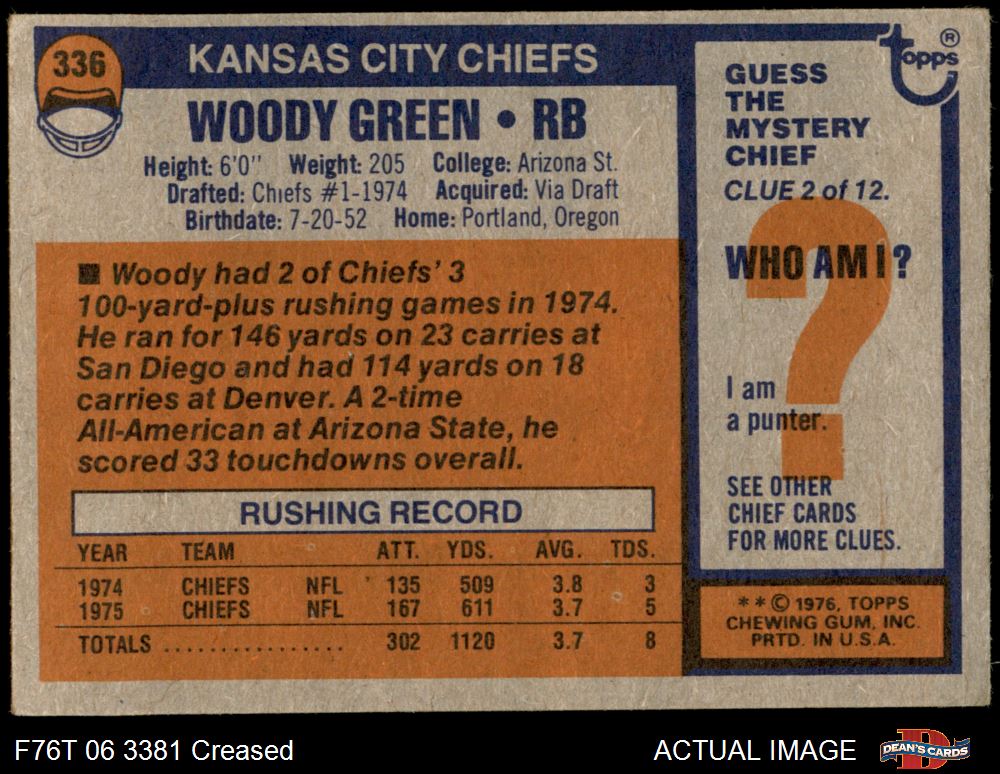 336
KANSAS CITY CHIEFS
WOODY GREEN • RB
Height: 6'0" Weight: 205 College: Arizona St.
Drafted: Chiefs #1-1974 Acquired: Via Draft
Birthdate: 7-20-52 Home: Portland, Oregon
■ Woody had 2 of Chiefs' 3
100-yard-plus rushing games in 1974.
He ran for 146 yards on 23 carries at
San Diego and had 114 yards on 18
carries at Denver. A 2-time
All-American at Arizona State, he
scored 33 touchdowns overall.
RUSHING RECORD
YEAR TEAM ATT. YDS. AVG. TDS.
1974 CHIEFS NFL 135 509 3.8 3
1975 CHIEFS NFL 167 611 3.7 5
TOTALS ................ 302 1120 3.7 8
topps ®
GUESS
THE
MYSTERY
CHIEF
CLUE 2 of 12.
?
WHO AM I?
I am
a punter.
SEE OTHER
CHIEF CARDS
FOR MORE CLUES.
* * © 1976, TOPPS
CHEWING GUM, INC.
PRTD. IN U.S.A.
F76T 06 3381 Creased
ACTUAL IMAGE
DEAN'S CARDS